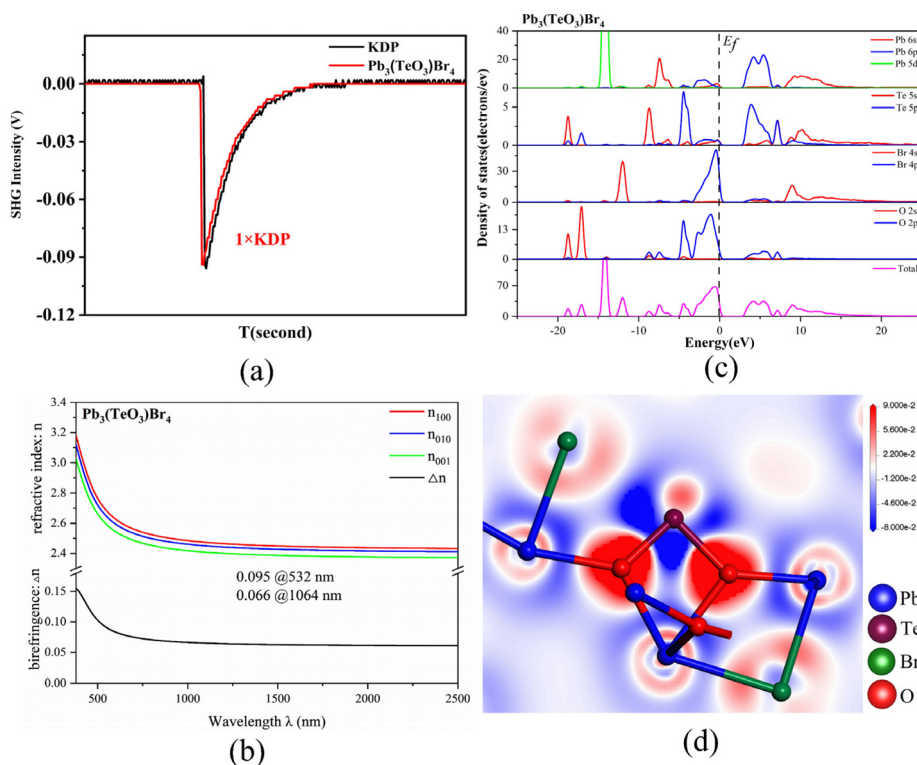 KDP
Pb3(TeO3)Br4
0.00
-0.03
-0.06
-0.09
-0.12
SHG Intensity (V)
1×KDP
T(second)
(a)
Pb3(TeO3)Br4
Ef
40
20
0
5
0
30
0
13
0
70
0
Pb 6s
Pb 6p
Pb 5d
Te 5s
Te 5p
Br 4s
Br 4p
O 2s
O 2p
Total
Density of states(electrons/ev)
-20
-10
0
10
20
Energy(eV)
(c)
Pb3(TeO3)Br4
3.4
3.2
3.0
2.8
2.6
2.4
0.15
0.10
0.05
0.00
refractive index: n
birefringence: Δn
n100
n010
n001
△n
0.095 @532 nm
0.066 @1064 nm
500
1000
1500
2000
2500
Wavelength λ (nm)
(b)
9.000e-2
5.600e-2
2.200e-2
-1.200e-2
-4.600e-2
-8.000e-2
Pb
Te
Br
O
(d)